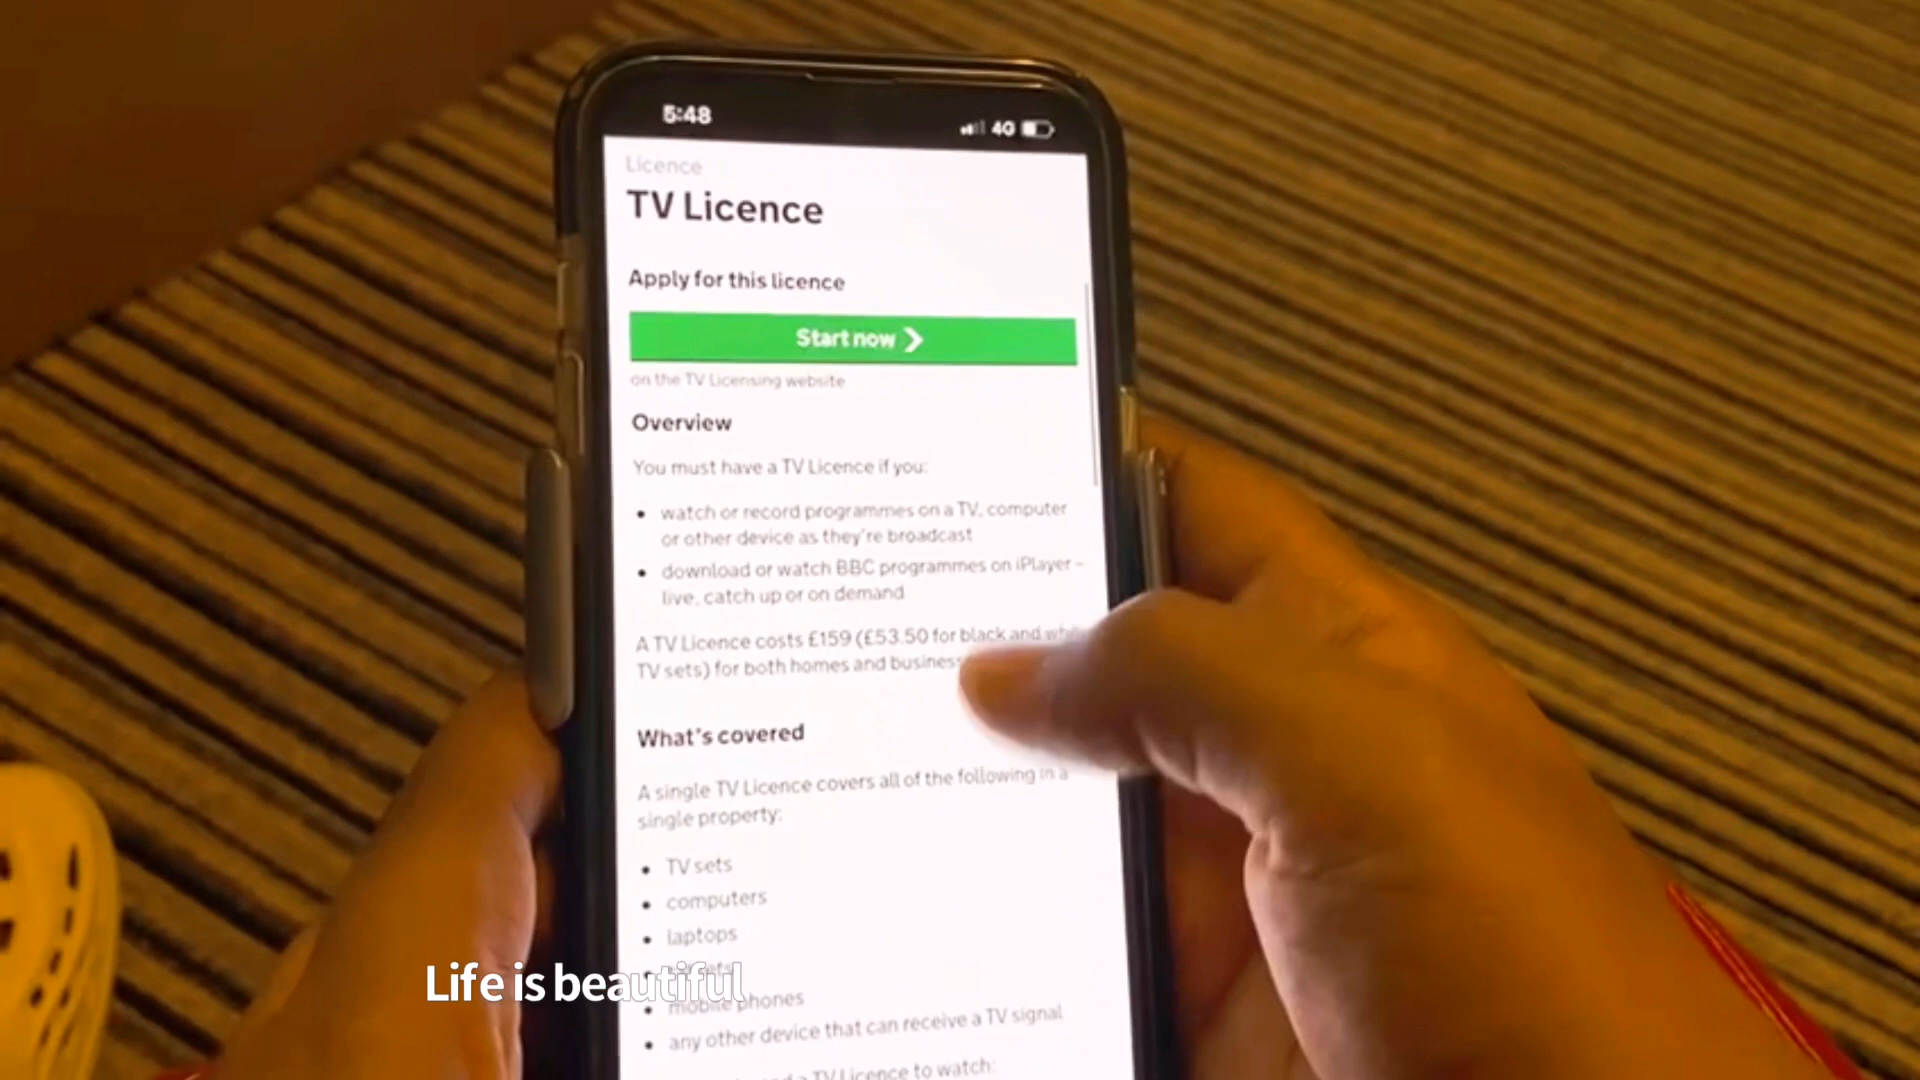 5:48
4G
Licence
TV Licence
Apply for this licence
Start now
on the TV Licensing website
Overview
You must have a TV Licence if you:
• watch or record programmes on a TV, computer
or other device as they're broadcast
• download or watch BBC programmes on iPlayer –
live, catch up or on demand
A TV Licence costs £159 (£53.50 for black and
TV sets) for both homes and
What's covered
A single TV Licence covers all of the following in a
single property:
• TV sets
• computers
• laptops
Life is beautiful
• mobile phones
• any other device that can receive a TV signal
a TV Licence to watch: